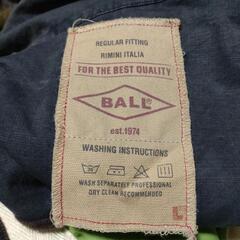 REGULAR FITTING
RIMINI ITALIA
FOR THE BEST QUALITY
BALL®
est.1974
WASHING INSTRUCTIONS
WASH SEPARATELY PROFESSIONAL
DRY CLEAN RECOMMENDED
L